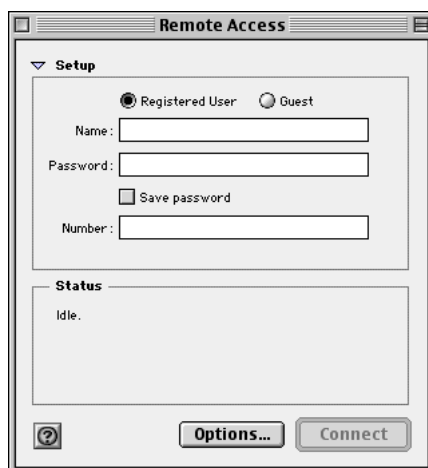 Remote Access
Setup
Registered User Guest
Name:
Password:
Save password
Number:
Status
Idle.
? Options... Connect